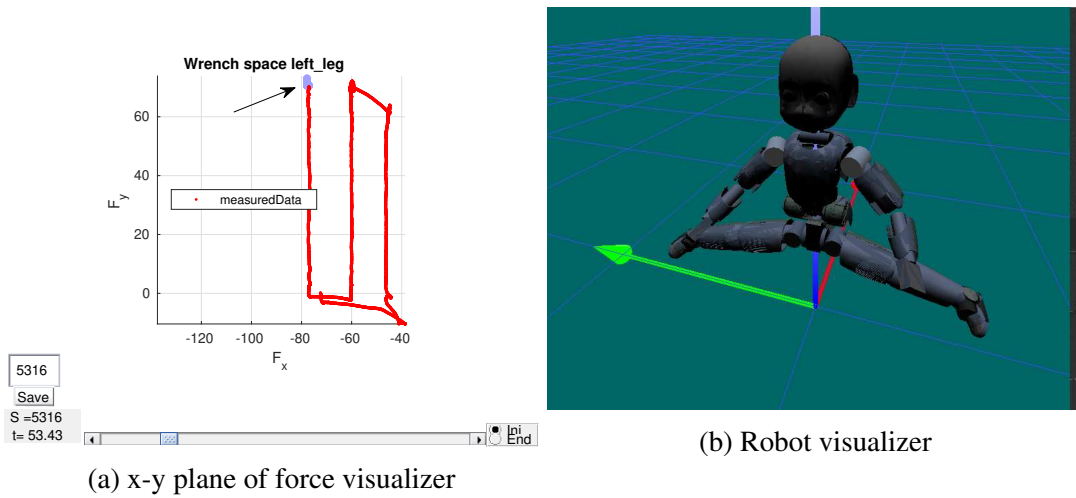 Wrench space left_leg
60
40
20
0
F_y
measuredData
-120
-100
-80
-60
-40
F_x
5316
Save
S =5316
t= 53.43
Ini
End
(a) x-y plane of force visualizer
(b) Robot visualizer